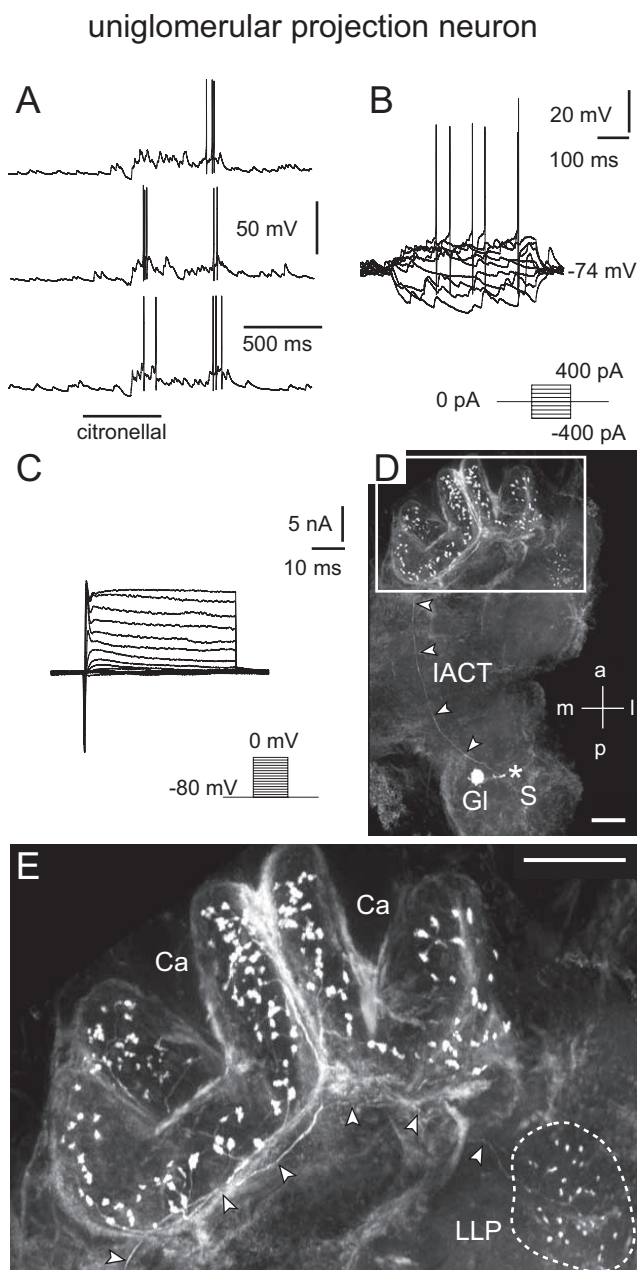 uniglomerular projection neuron
A
50 mV
500 ms
citronellal
B
20 mV
100 ms
-74 mV
400 pA
0 pA
-400 pA
C
5 nA
10 ms
0 mV
-80 mV
D
lACT
a
m l
p
Gl S
*
E
Ca
Ca
LLP